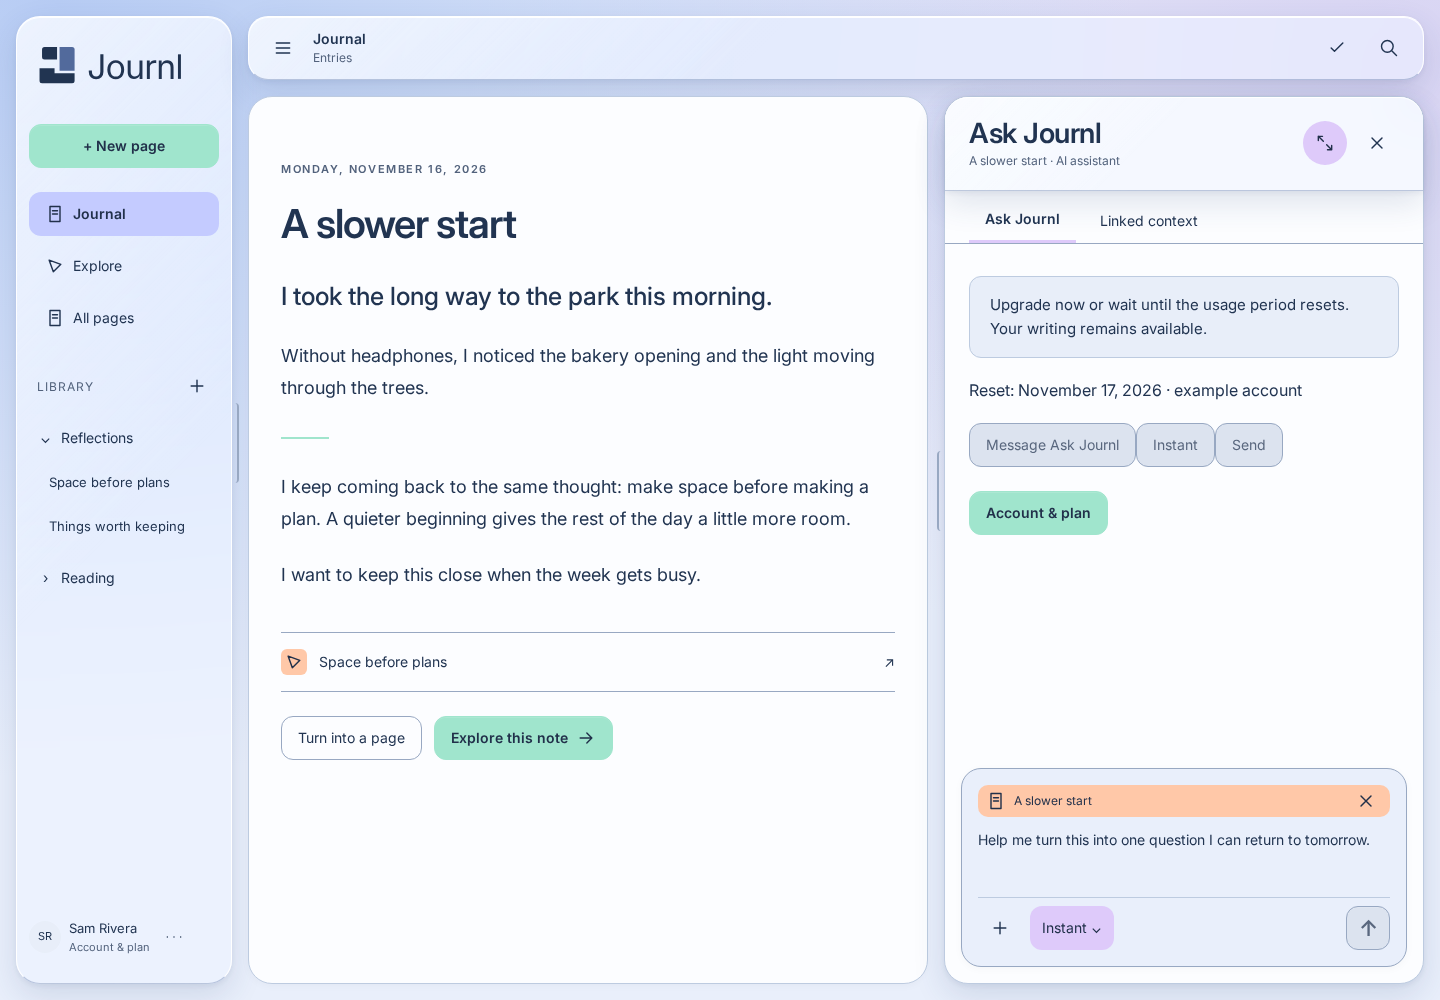 Journl
+ New page
Journal
Explore
All pages
LIBRARY
Reflections
Space before plans
Things worth keeping
Reading
SR
Sam Rivera
Account & plan
Journal
Entries
MONDAY, NOVEMBER 16, 2026
A slower start
I took the long way to the park this morning.
Without headphones, I noticed the bakery opening and the light moving
through the trees.
I keep coming back to the same thought: make space before making a
plan. A quieter beginning gives the rest of the day a little more room.
I want to keep this close when the week gets busy.
Space before plans
Turn into a page
Explore this note
Ask Journl
A slower start · AI assistant
Ask Journl
Linked context
Upgrade now or wait until the usage period resets.
Your writing remains available.
Reset: November 17, 2026 · example account
Message Ask Journl
Instant
Send
Account & plan
A slower start
Help me turn this into one question I can return to tomorrow.
Instant